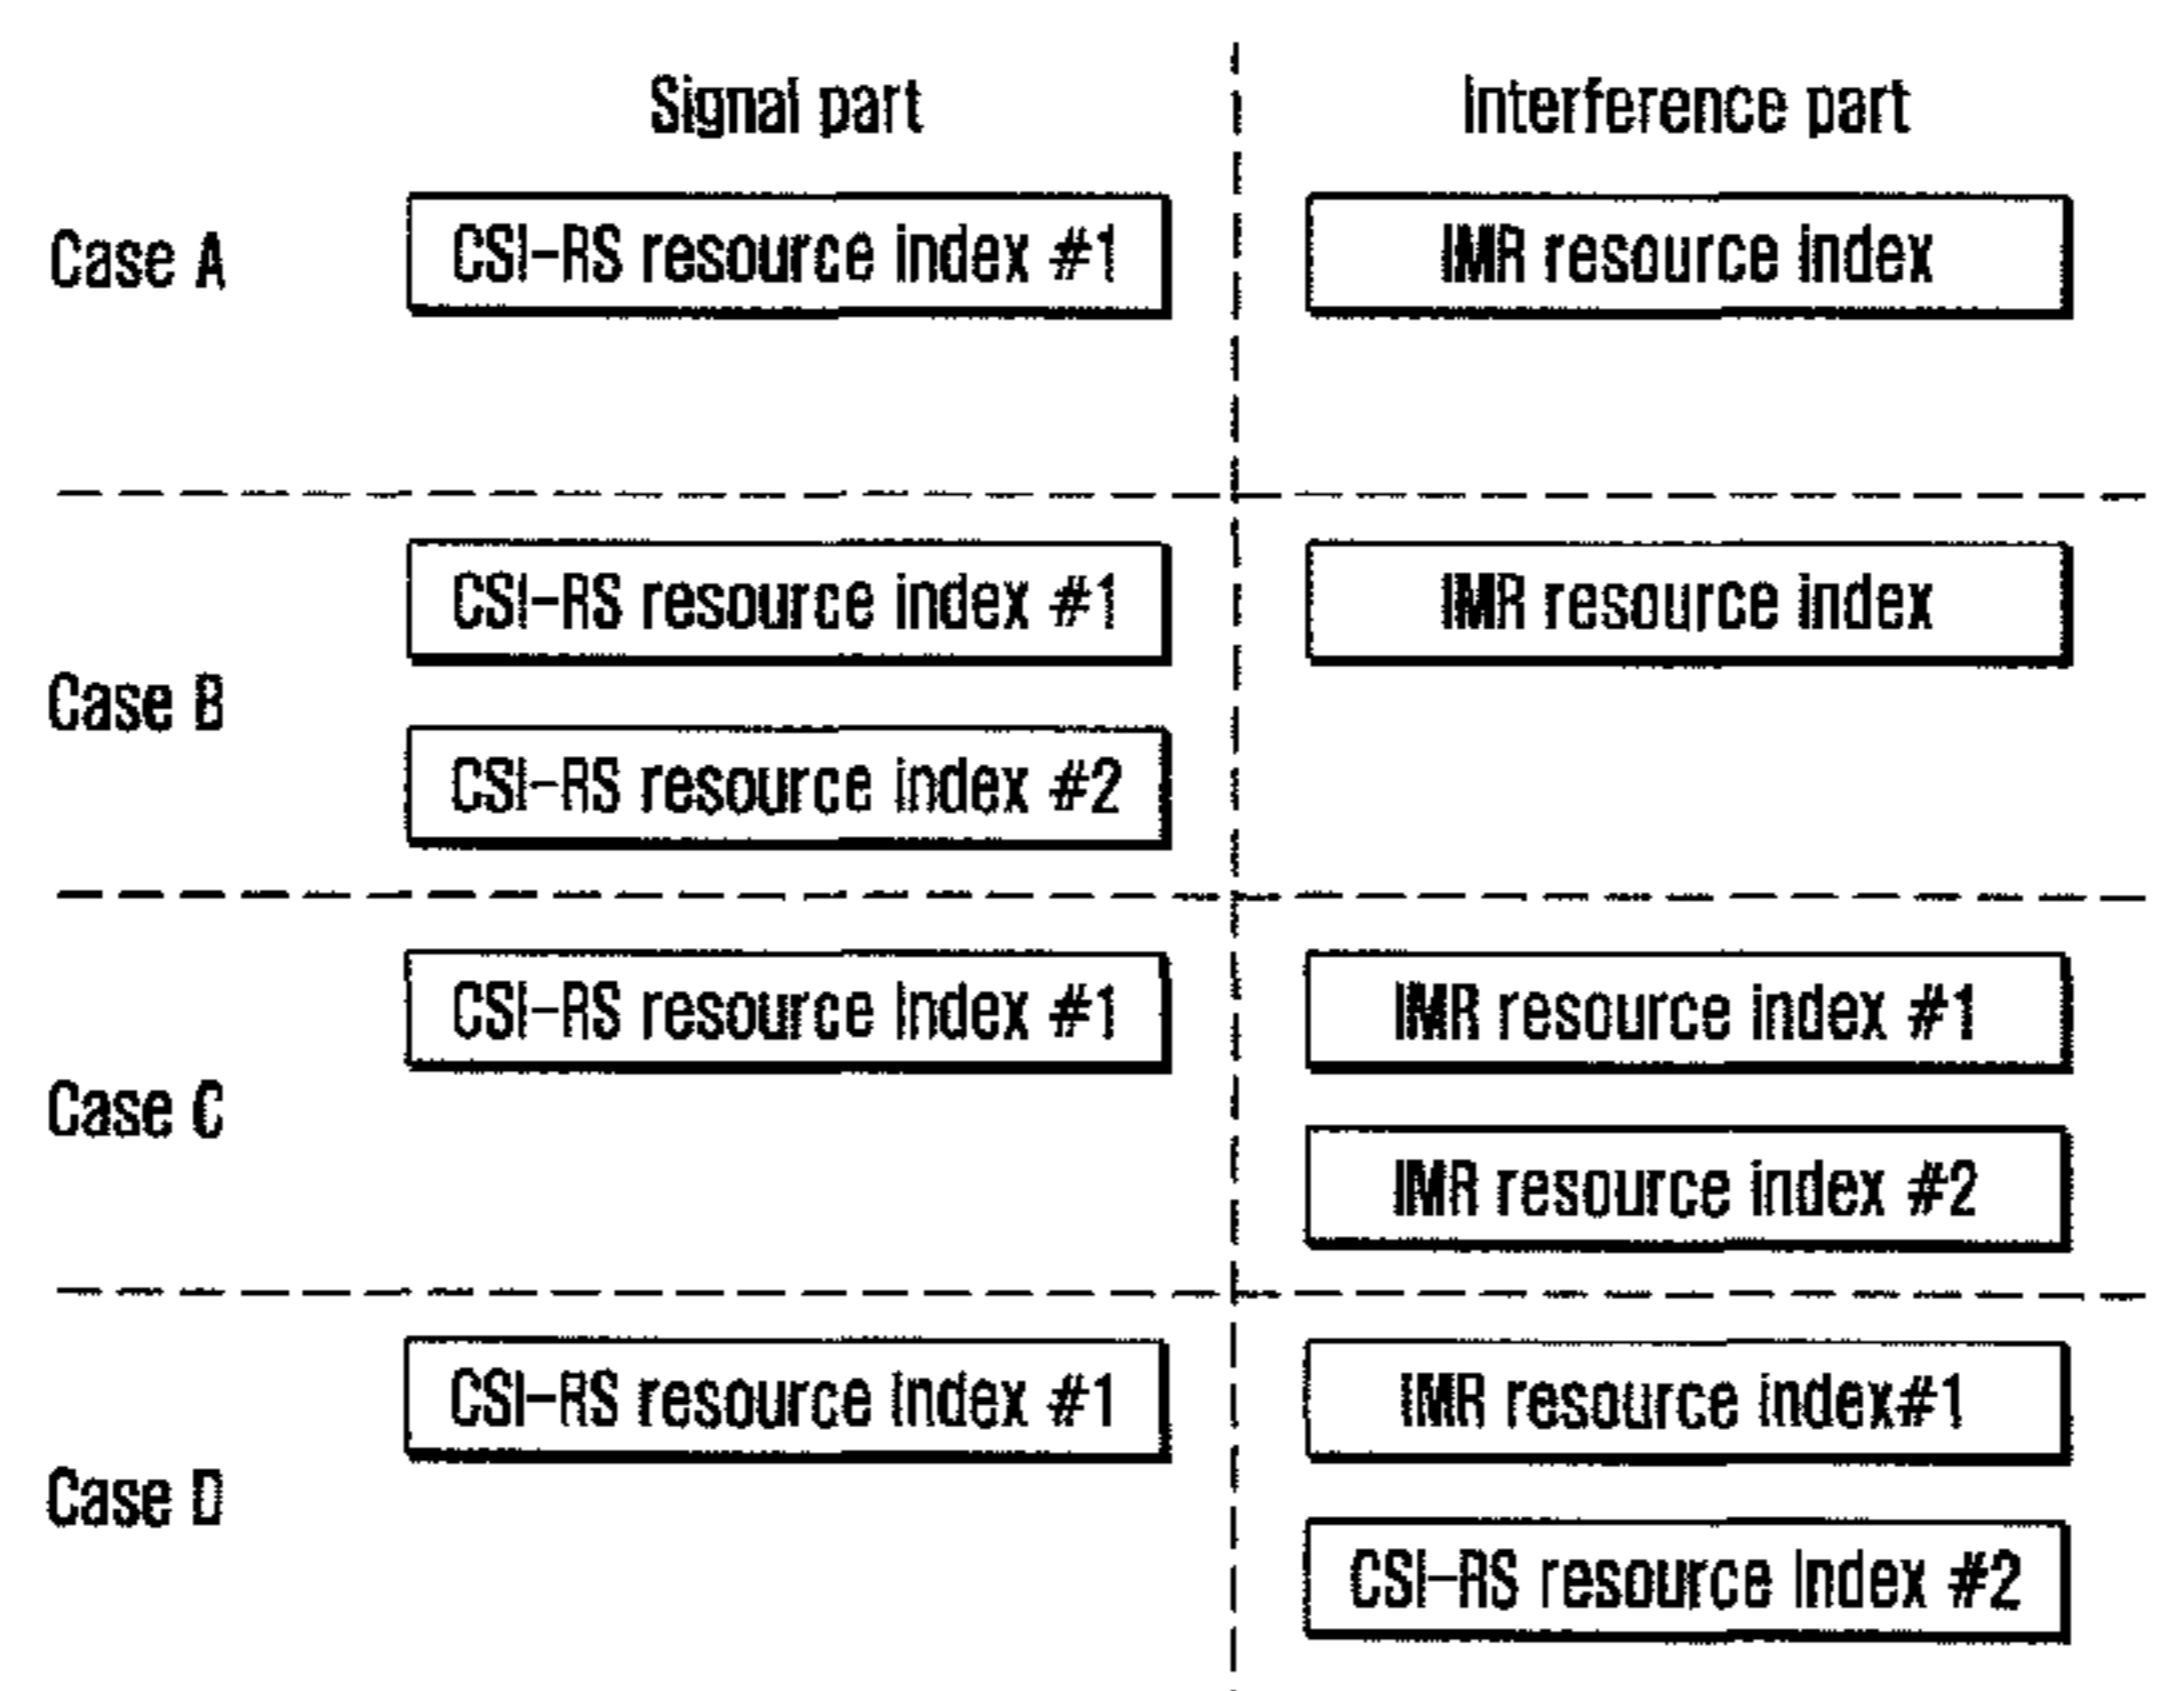 Signal part
Interference part
Case A
CSI-RS resource index #1
IMR resource index
Case B
CSI-RS resource index #1
IMR resource index
CSI-RS resource index #2
Case C
CSI-RS resource index #1
IMR resource index #1
IMR resource index #2
Case D
CSI-RS resource index #1
IMR resource index#1
CSI-RS resource index #2